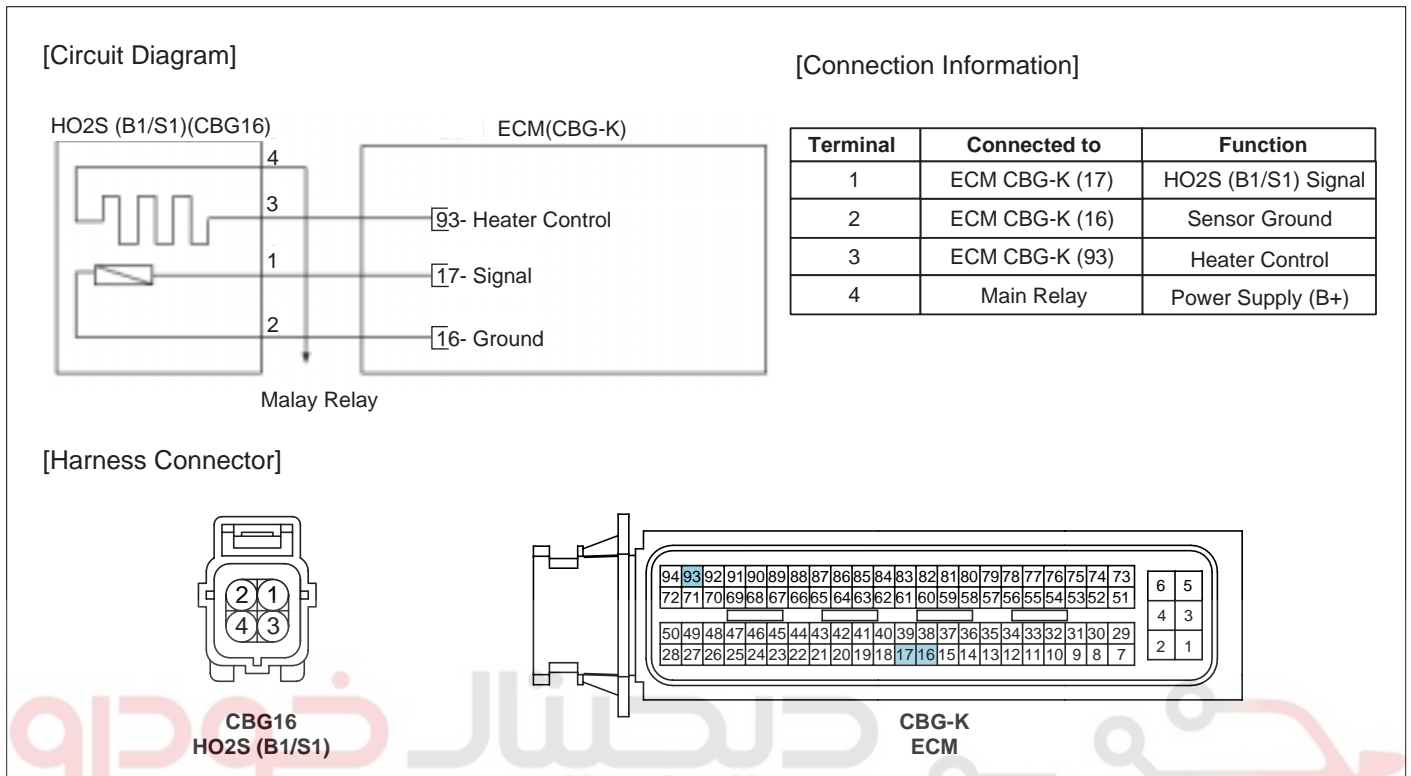 [Circuit Diagram]
[Connection Information]
HO2S (B1/S1)(CBG16)
ECM(CBG-K)
4
3
93- Heater Control
1
17- Signal
2
16- Ground
Malay Relay
Terminal Connected to Function
1 ECM CBG-K (17) HO2S (B1/S1) Signal
2 ECM CBG-K (16) Sensor Ground
3 ECM CBG-K (93) Heater Control
4 Main Relay Power Supply (B+)
[Harness Connector]
2 1
4 3
CBG16
HO2S (B1/S1)
94 93 92 91 90 89 88 87 86 85 84 83 82 81 80 79 78 77 76 75 74 73
72 71 70 69 68 67 66 65 64 63 62 61 60 59 58 57 56 55 54 53 52 51
50 49 48 47 46 45 44 43 42 41 40 39 38 37 36 35 34 33 32 31 30 29
28 27 26 25 24 23 22 21 20 19 18 17 16 15 14 13 12 11 10 9 8 7
6 5
4 3
2 1
CBG-K
ECM
دیجیتال خودرو